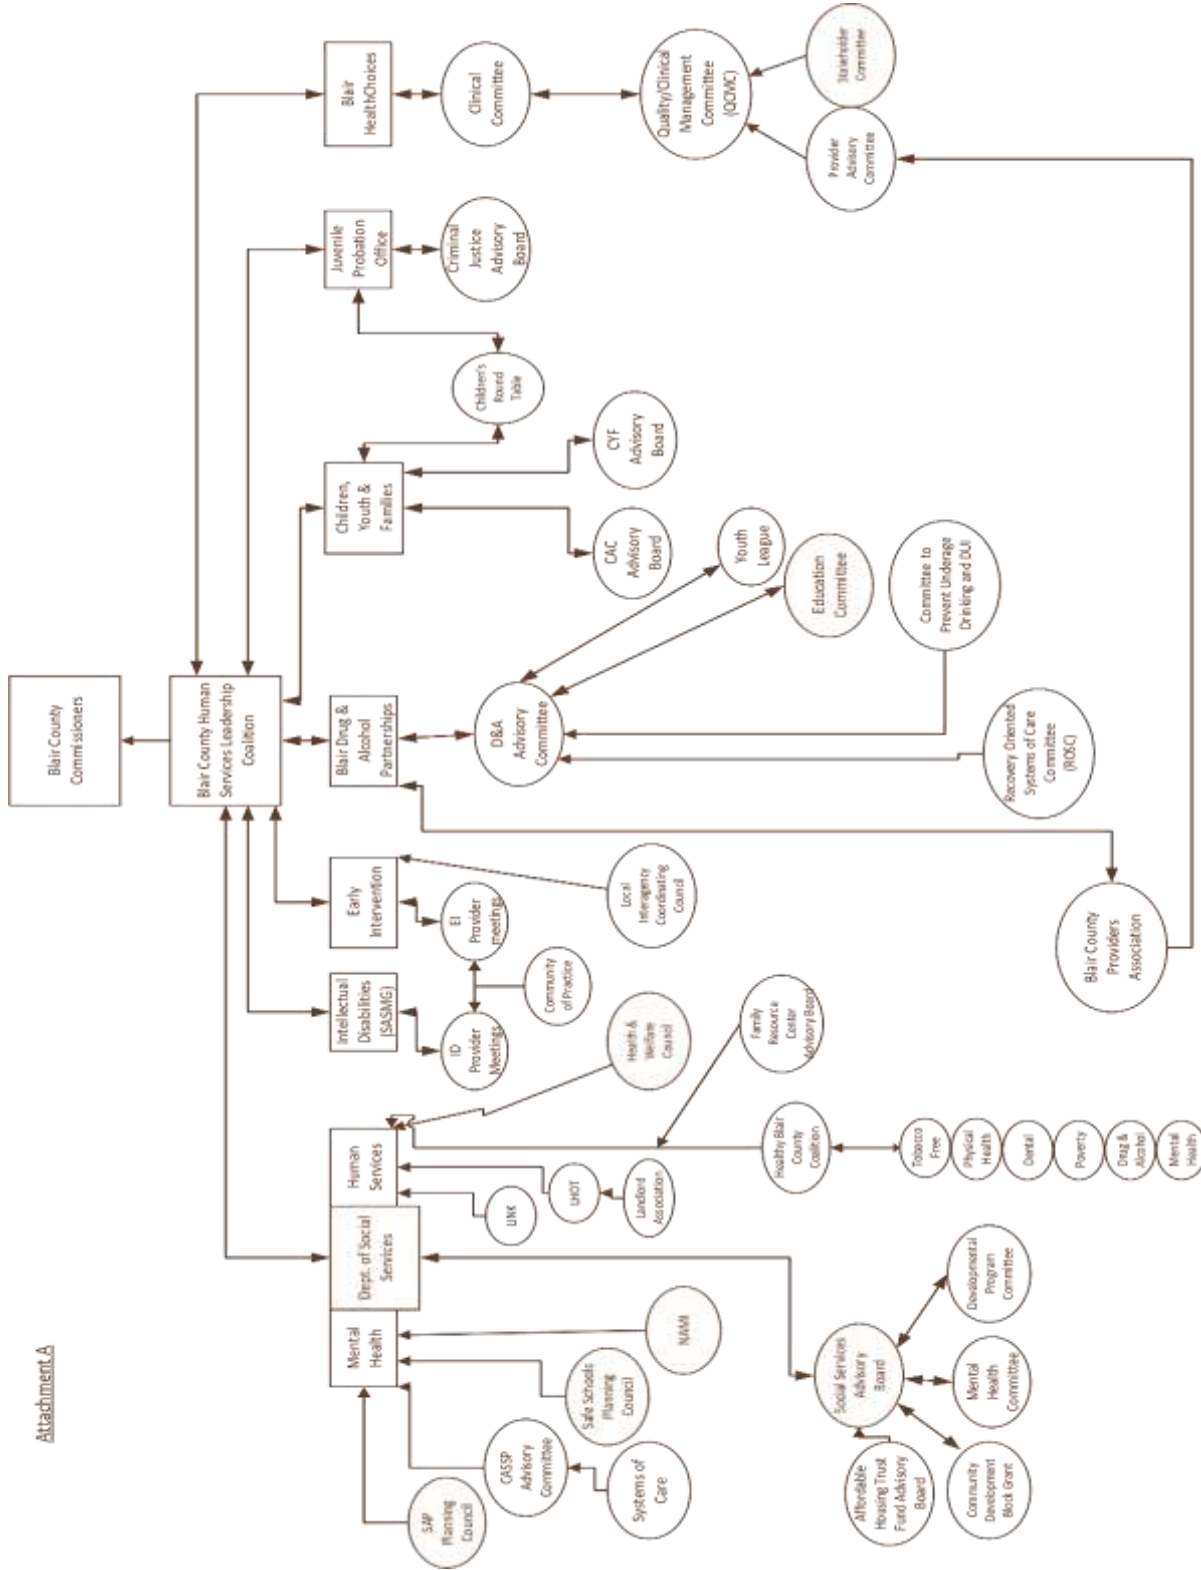 Attachment A
Blair County
Commissioners
Blair County Human
Services Leadership
Coalition
Mental
Health
Dept. of Social
Services
Human
Services
Intellectual
Disabilities
(SASMG)
Early
Intervention
Blair Drug &
Alcohol
Partnerships
Children,
Youth &
Families
Juvenile
Probation
Office
Blair
HealthChoices
SAP
Planning
Council
CASSP
Advisory
Committee
Systems of
Care
Safe Schools
Planning
Council
NAMI
LINK
LHOT
Landlord
Association
Health &
Welfare
Council
ID
Provider
Meetings
EI
Provider
meetings
Community
of Practice
Local
Interagency
Coordinating
Council
Family
Resource
Center
Advisory Board
Healthy Blair
County
Coalition
Tobacco
Free
Physical
Health
Dental
Poverty
Drug &
Alcohol
Mental
Health
Social Services
Advisory
Board
Affordable
Housing Trust
Fund Advisory
Board
Community
Development
Block Grant
Mental
Health
Committee
Developmental
Program
Committee
D&A
Advisory
Committee
Youth
League
Education
Committee
Committee to
Prevent Underage
Drinking and DUI
Recovery Oriented
Systems of Care
Committee
(ROSC)
Blair County
Providers
Association
CAC
Advisory
Board
CYF
Advisory
Board
Children's
Round
Table
Criminal
Justice
Advisory
Board
Clinical
Committee
Quality/Clinical
Management
Committee
(QCMC)
Provider
Advisory
Committee
Stakeholder
Committee